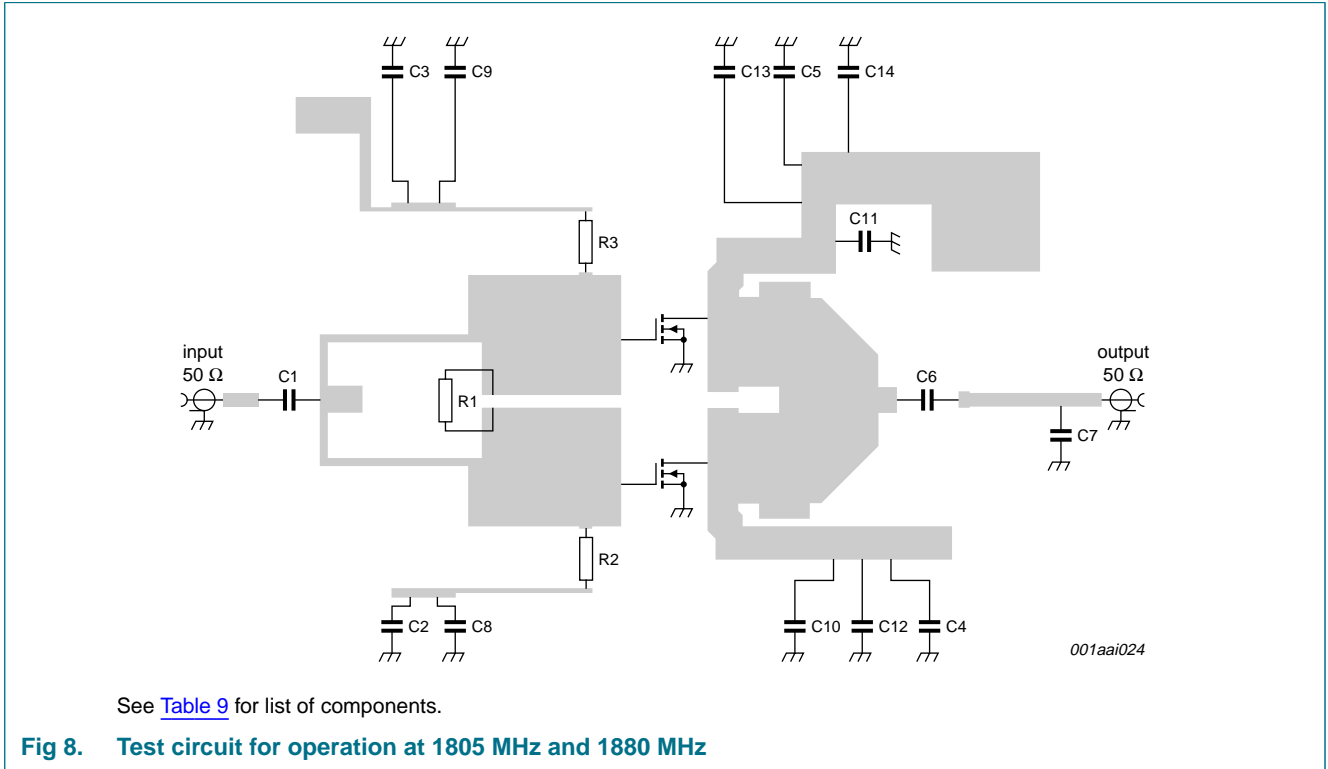 C3
C9
C13
C5
C14
C11
R3
input
50 Ω
C1
R1
C6
output
50 Ω
C7
R2
C2
C8
C10
C12
C4
001aai024
See Table 9 for list of components.
Fig 8. Test circuit for operation at 1805 MHz and 1880 MHz